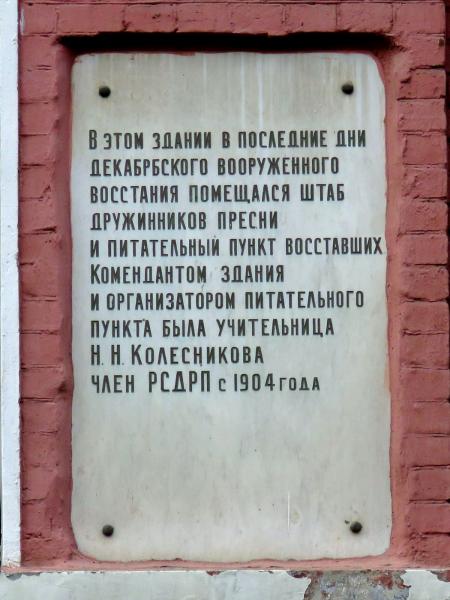 В ЭТОМ ЗДАНИИ В ПОСЛЕДНИЕ ДНИ
ДЕКАБРЬСКОГО ВООРУЖЕННОГО
ВОССТАНИЯ ПОМЕЩАЛСЯ ШТАБ
ДРУЖИННИКОВ ПРЕСНИ
И ПИТАТЕЛЬНЫЙ ПУНКТ ВОССТАВШИХ
КОМЕНДАНТОМ ЗДАНИЯ
И ОРГАНИЗАТОРОМ ПИТАТЕЛЬНОГО
ПУНКТА БЫЛА УЧИТЕЛЬНИЦА
Н. Н. КОЛЕСНИКОВА
ЧЛЕН РСДРП С 1904 ГОДА